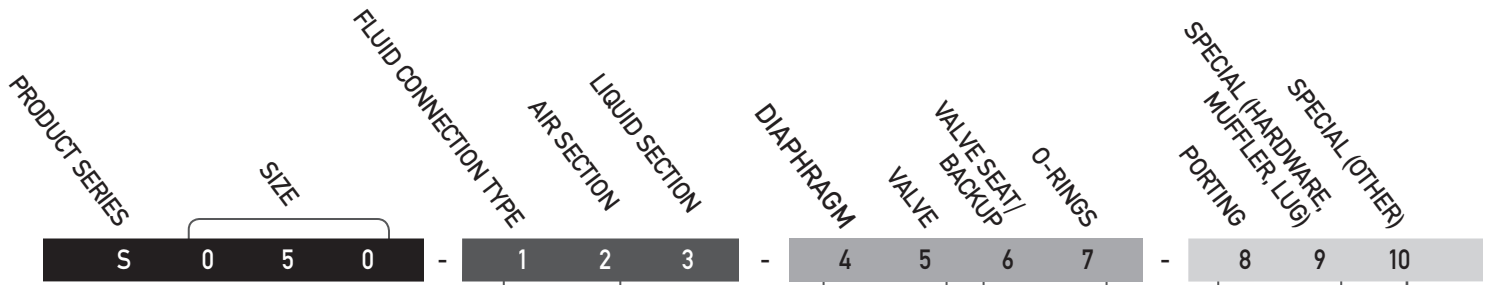 PRODUCT SERIES
SIZE
FLUID CONNECTION TYPE
AIR SECTION
LIQUID SECTION
DIAPHRAGM
VALVE
VALVE SEAT/
BACKUP
O-RINGS
PORTING
SPECIAL (HARDWARE,
MUFFLER, LUG)
SPECIAL (OTHER)
S 0 5 0 - 1 2 3 - 4 5 6 7 - 8 9 10